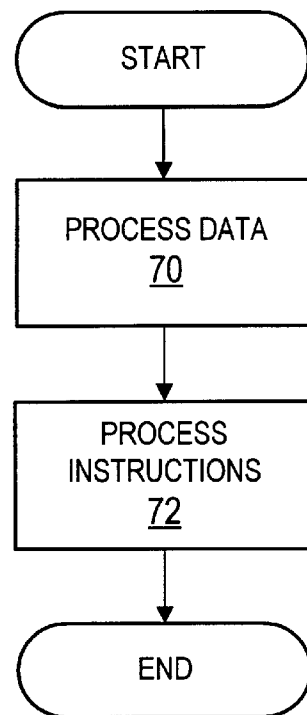 START
PROCESS DATA
70
PROCESS
INSTRUCTIONS
72
END